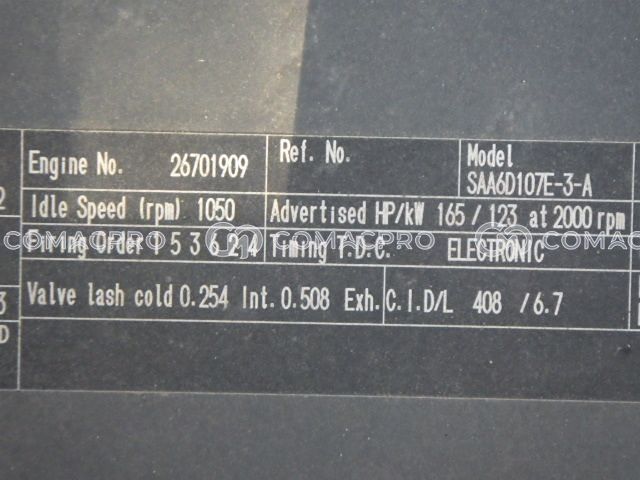 Engine No. 26701909 Ref. No. Model
SAA6D107E-3-A
Idle Speed (rpm) 1050 Advertised HP/kW 165 / 123 at 2000 rpm
Firing Order 1 5 3 6 2 4 Timing T.D.C. ELECTRONIC
COMACPRO COMACPRO COMACPRO
Valve lash cold 0.254 Int. 0.508 Exh. C.I.D/L 408 / 6.7
2
3
D